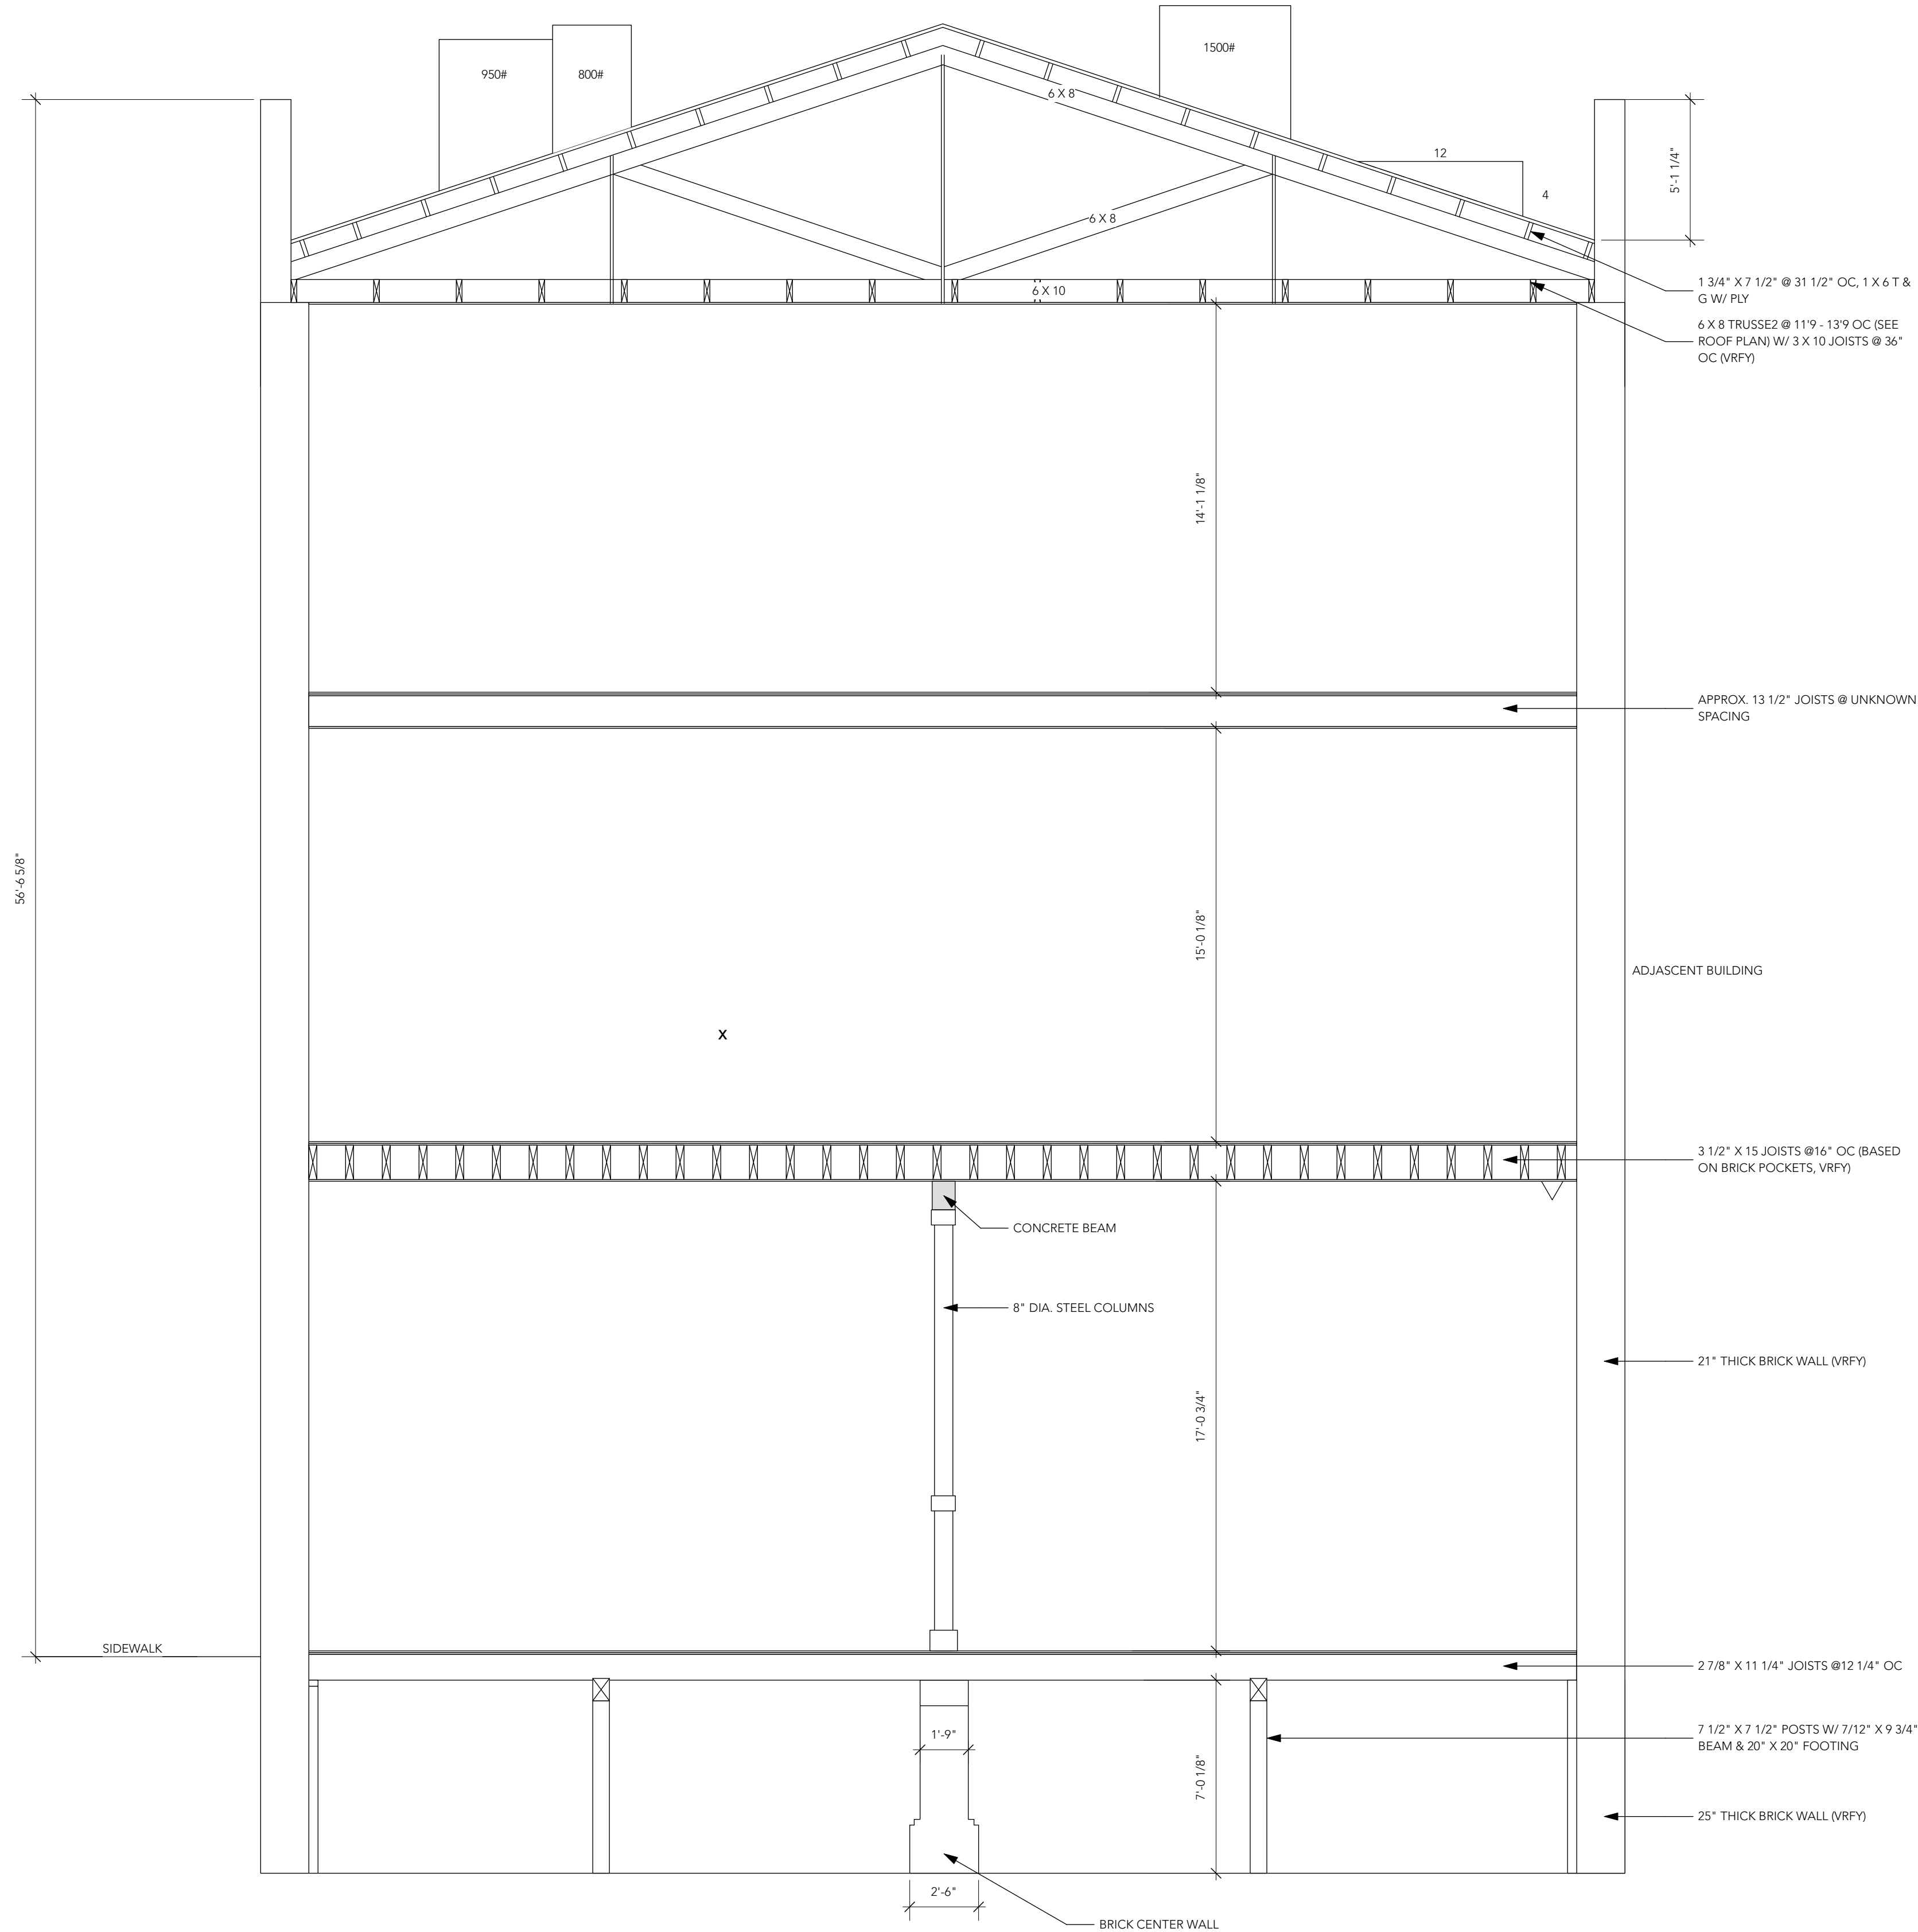 1500#
950#
800#
6 X 8
12
4
5'-1 1/4"
6 X 8
6 X 10
1 3/4" X 7 1/2" @ 31 1/2" OC, 1 X 6 T &
G W/ PLY
6 X 8 TRUSSE2 @ 11'9 - 13'9 OC (SEE
ROOF PLAN) W/ 3 X 10 JOISTS @ 36"
OC (VRFY)
14'-1 1/8"
APPROX. 13 1/2" JOISTS @ UNKNOWN
SPACING
56'-6 5/8"
15'-0 1/8"
ADJASCENT BUILDING
X
3 1/2" X 15 JOISTS @16" OC (BASED
ON BRICK POCKETS, VRFY)
CONCRETE BEAM
8" DIA. STEEL COLUMNS
21" THICK BRICK WALL (VRFY)
17'-0 3/4"
SIDEWALK
2 7/8" X 11 1/4" JOISTS @12 1/4" OC
1'-9"
7 1/2" X 7 1/2" POSTS W/ 7/12" X 9 3/4"
BEAM & 20" X 20" FOOTING
7'-0 1/8"
25" THICK BRICK WALL (VRFY)
2'-6"
BRICK CENTER WALL